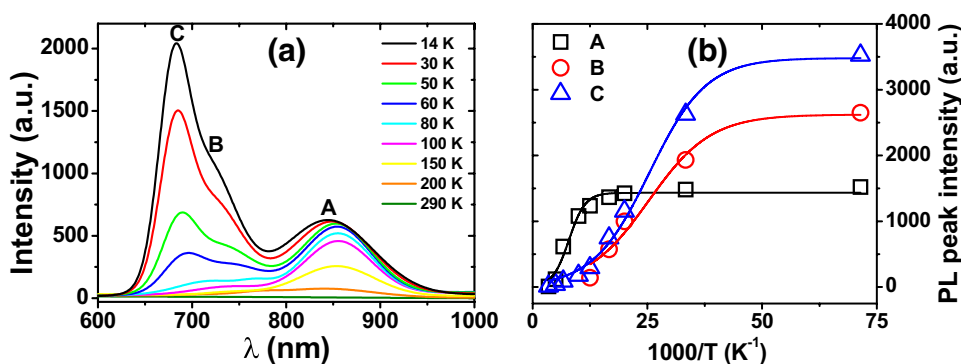 (a)
C
B
A
14 K
30 K
50 K
60 K
80 K
100 K
150 K
200 K
290 K
2000
1500
1000
500
0
600
700
800
900
1000
Intensity (a.u.)
λ (nm)
(b)
A
B
C
0
25
50
75
1000/T (K⁻¹)
4000
3000
2000
1000
0
PL peak intensity (a.u.)